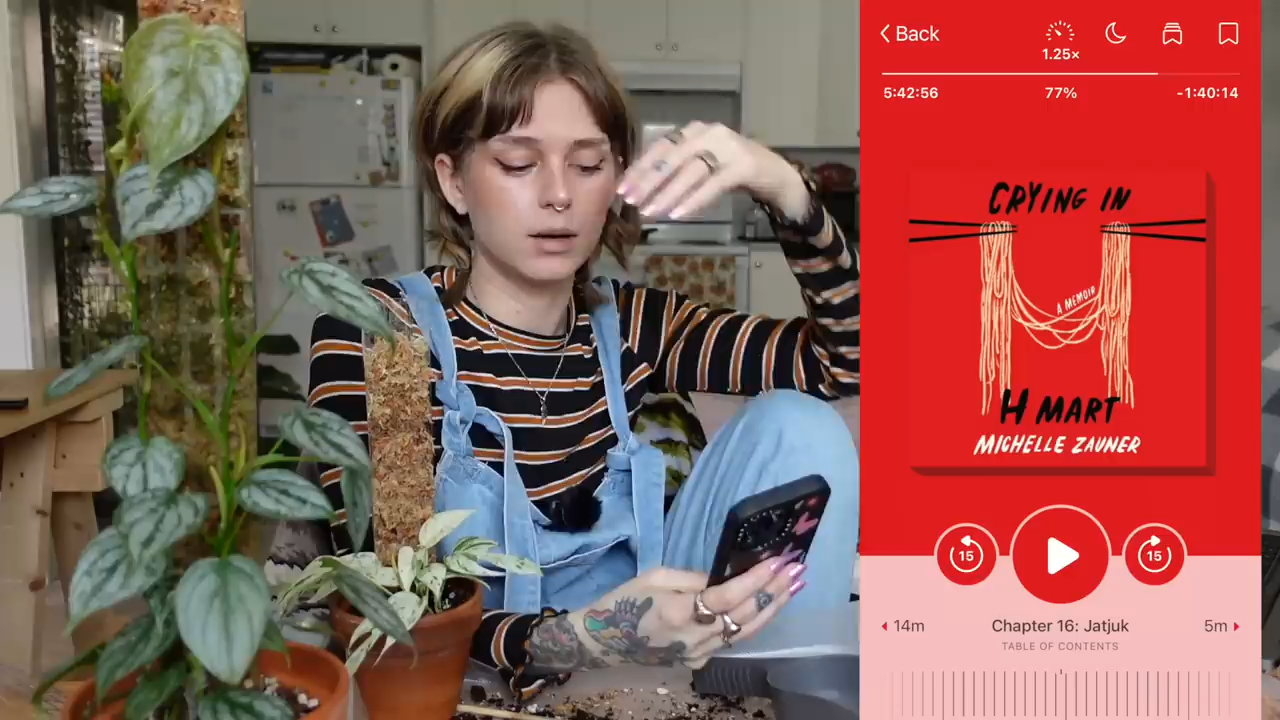 Back
1.25×
5:42:56
77%
-1:40:14
CRYING IN
A MEMOIR
H MART
MICHELLE ZAUNER
15
15
14m
Chapter 16: Jatjuk
5m
TABLE OF CONTENTS